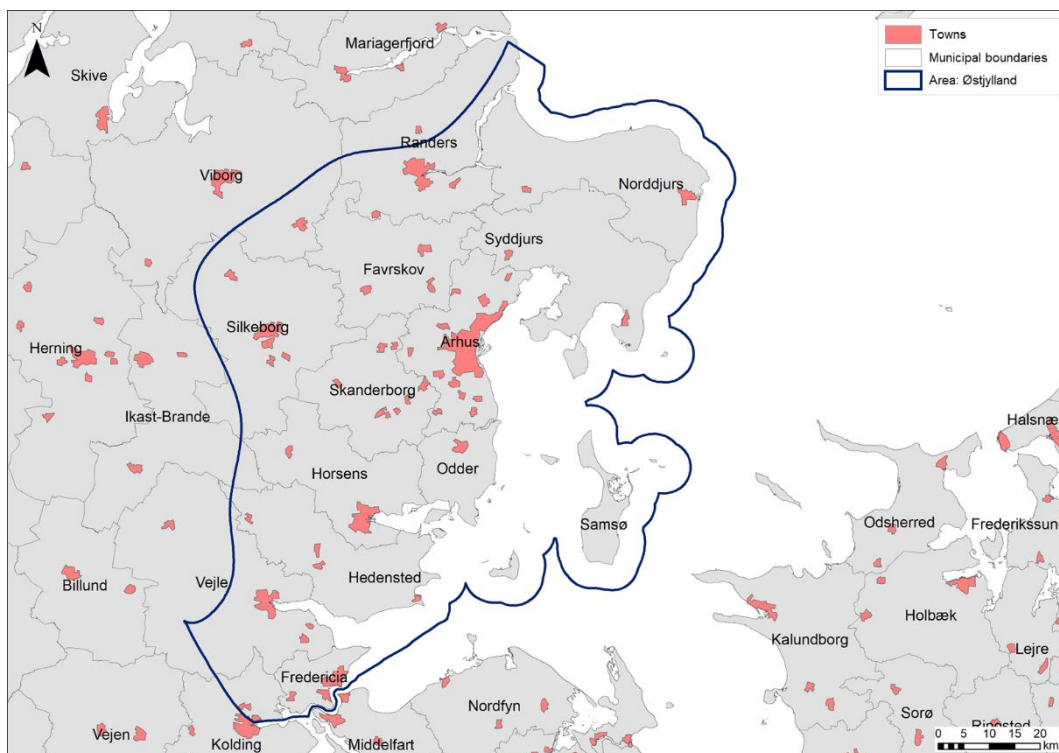 N
Mariagerfjord
Skive
Towns
Municipal boundaries
Area: Østjylland
Randers
Viborg
Norddjurs
Syddjurs
Favrskov
Silkeborg
Århus
Herning
Skanderborg
Ikast-Brande
Halsnæ
Odder
Horsens
Samsø
Odsherred
Frederikssund
Hedensted
Vejle
Billund
Holbæk
Kalundborg
Lejre
Fredericia
Nordfyn
Sorø
Ringsted
Vejen
Kolding
Middelfart
0 5 10 20
km